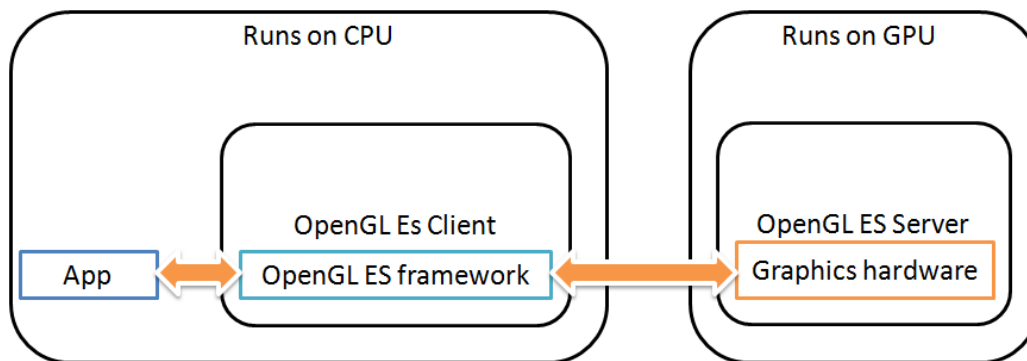 Runs on CPU
Runs on GPU
OpenGL Es Client
OpenGL ES Server
App
OpenGL ES framework
Graphics hardware